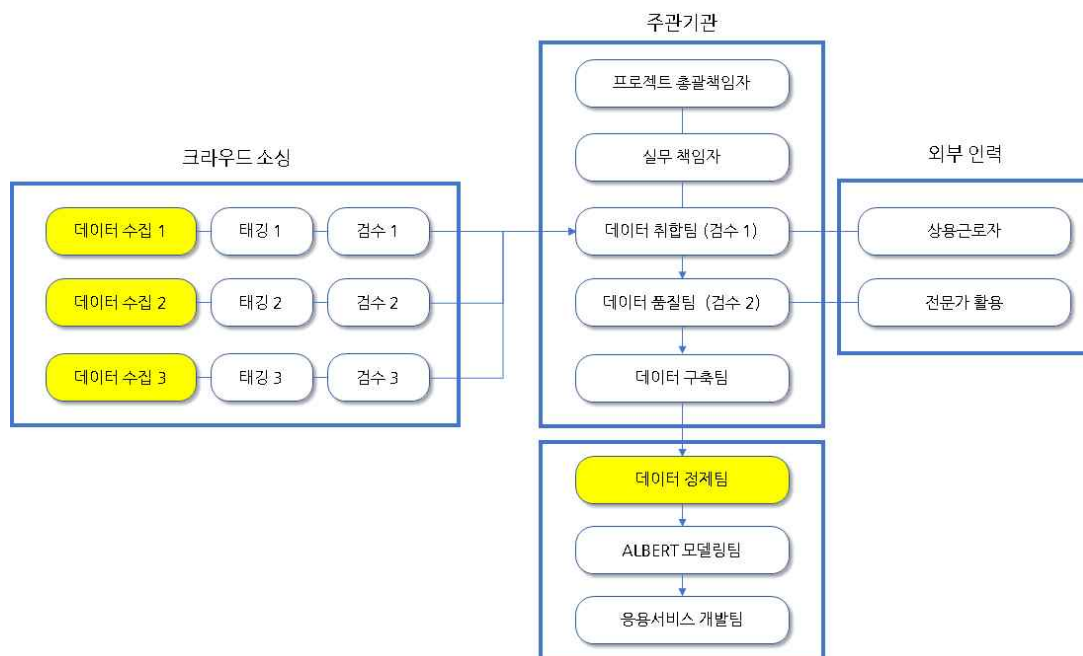 주관기관
프로젝트 총괄책임자
실무 책임자
크라우드 소싱
외부 인력
데이터 수집 1
태깅 1
검수 1
데이터 취합팀 (검수 1)
상용근로자
데이터 수집 2
태깅 2
검수 2
데이터 품질팀 (검수 2)
전문가 활용
데이터 수집 3
태깅 3
검수 3
데이터 구축팀
데이터 정제팀
ALBERT 모델링팀
응용서비스 개발팀